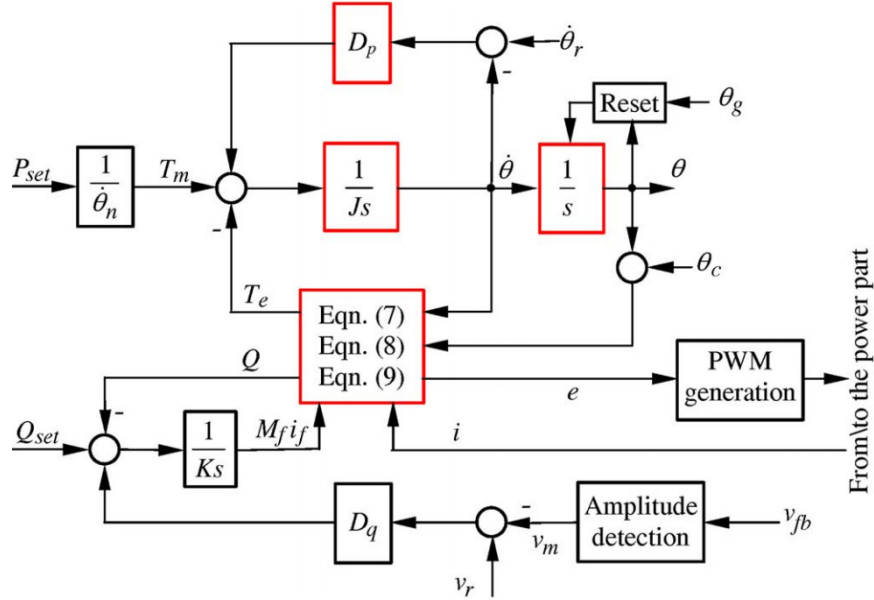 D_p
-
θ̇_r
Reset
θ_g
P_set
1
θ̇_n
T_m
1
Js
θ̇
1
s
θ
-
T_e
θ_c
Eqn. (7)
Eqn. (8)
Eqn. (9)
Q
e
PWM
generation
From\to the power part
-
Q_set
1
Ks
M_f i_f
i
D_q
-
v_m
Amplitude
detection
v_fb
v_r